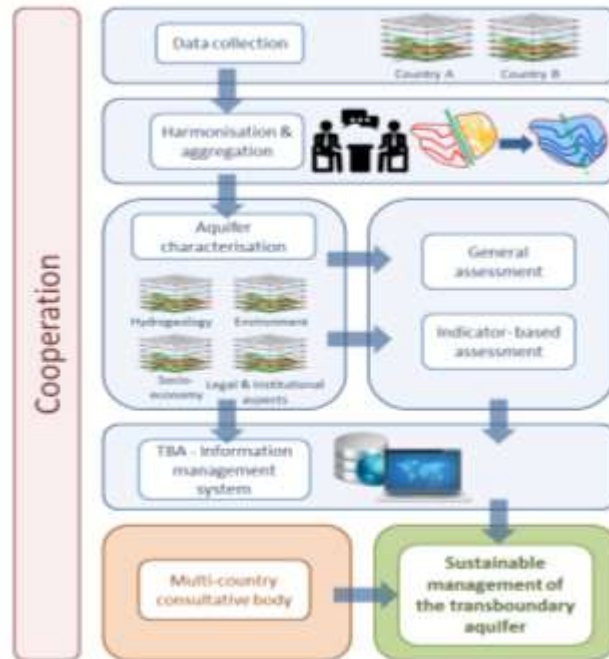 Cooperation
Data collection
Country A
Country B
Harmonisation &
aggregation
Aquifer
characterisation
Hydrogeology
Environment
Socio-
economy
Legal & Institutional
aspects
General
assessment
Indicator-based
assessment
TBA - Information
management
system
Multi-country
consultative body
Sustainable
management of
the transboundary
aquifer